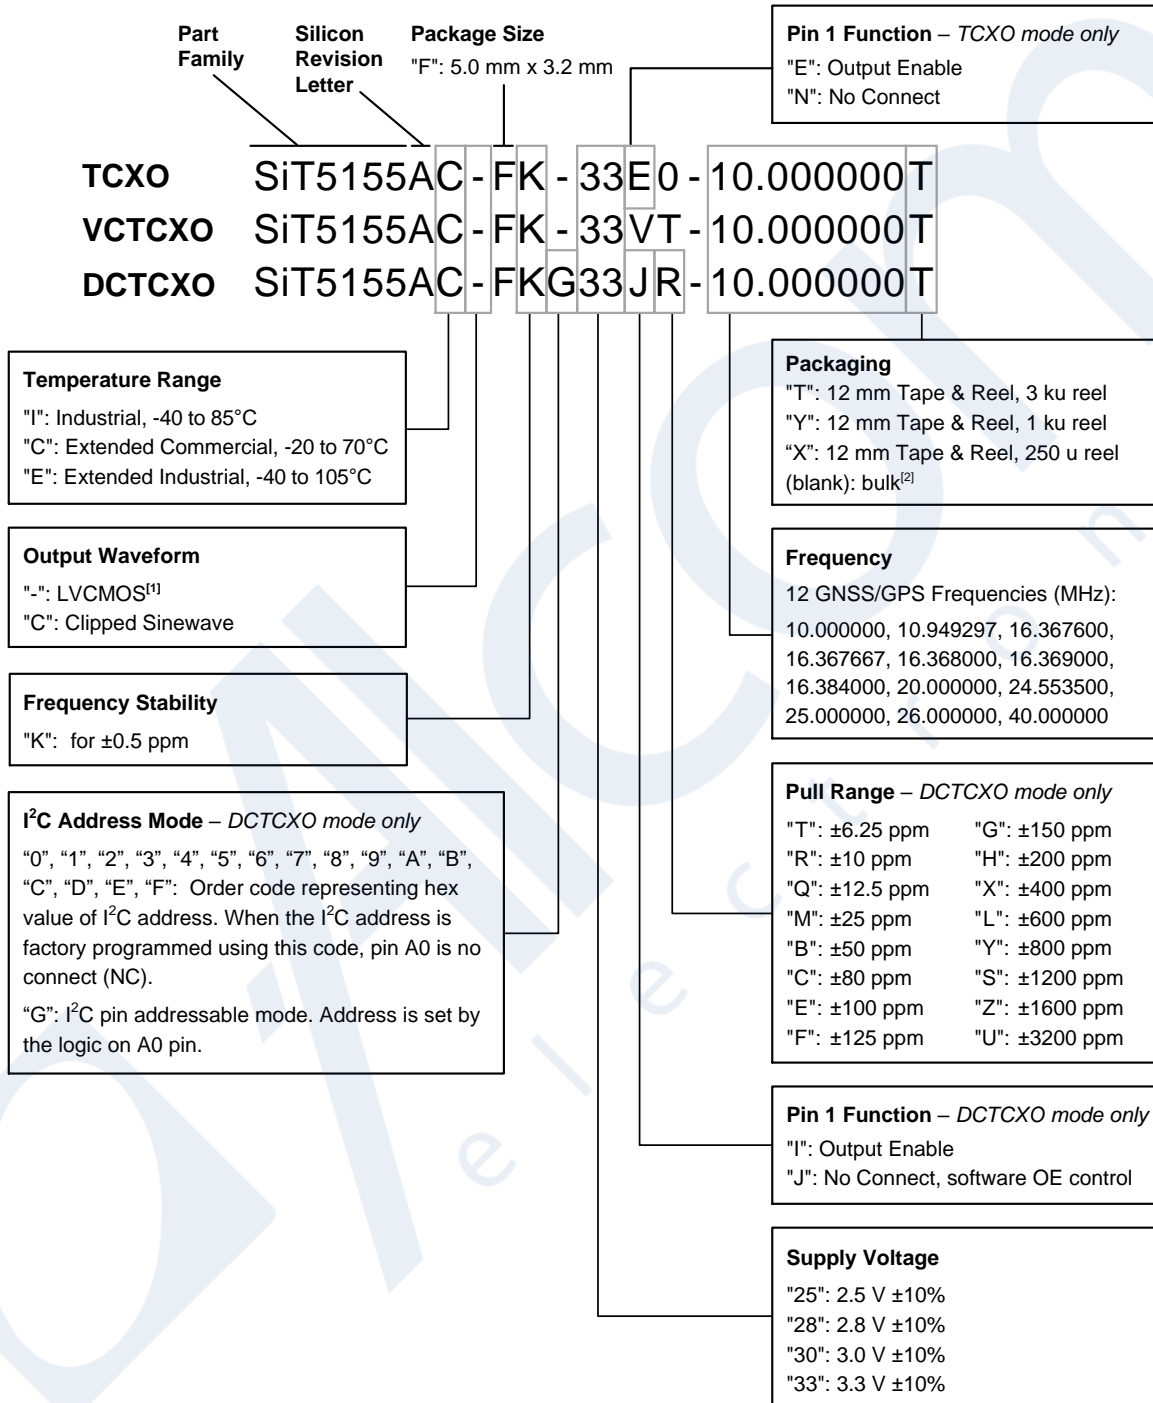 Part Family
Silicon Revision Letter
Package Size
"F": 5.0 mm x 3.2 mm
Pin 1 Function – TCXO mode only
"E": Output Enable
"N": No Connect
TCXO SiT5155AC-FK-33E0-10.000000T
VCTCXO SiT5155AC-FK-33VT-10.000000T
DCTCXO SiT5155AC-FKG33JR-10.000000T
Temperature Range
"I": Industrial, -40 to 85°C
"C": Extended Commercial, -20 to 70°C
"E": Extended Industrial, -40 to 105°C
Output Waveform
"-": LVCMOS[1]
"C": Clipped Sinewave
Frequency Stability
"K": for ±0.5 ppm
I²C Address Mode – DCTCXO mode only
“0”, “1”, “2”, “3”, “4”, “5”, “6”, “7”, “8”, “9”, “A”, “B”,
“C”, “D”, “E”, “F”: Order code representing hex
value of I²C address. When the I²C address is
factory programmed using this code, pin A0 is no
connect (NC).
“G”: I²C pin addressable mode. Address is set by
the logic on A0 pin.
Packaging
"T": 12 mm Tape & Reel, 3 ku reel
"Y": 12 mm Tape & Reel, 1 ku reel
“X”: 12 mm Tape & Reel, 250 u reel
(blank): bulk[2]
Frequency
12 GNSS/GPS Frequencies (MHz):
10.000000, 10.949297, 16.367600,
16.367667, 16.368000, 16.369000,
16.384000, 20.000000, 24.553500,
25.000000, 26.000000, 40.000000
Pull Range – DCTCXO mode only
"T": ±6.25 ppm "G": ±150 ppm
"R": ±10 ppm "H": ±200 ppm
"Q": ±12.5 ppm "X": ±400 ppm
"M": ±25 ppm "L": ±600 ppm
"B": ±50 ppm "Y": ±800 ppm
"C": ±80 ppm "S": ±1200 ppm
"E": ±100 ppm "Z": ±1600 ppm
"F": ±125 ppm "U": ±3200 ppm
Pin 1 Function – DCTCXO mode only
"I": Output Enable
"J": No Connect, software OE control
Supply Voltage
"25": 2.5 V ±10%
"28": 2.8 V ±10%
"30": 3.0 V ±10%
"33": 3.3 V ±10%